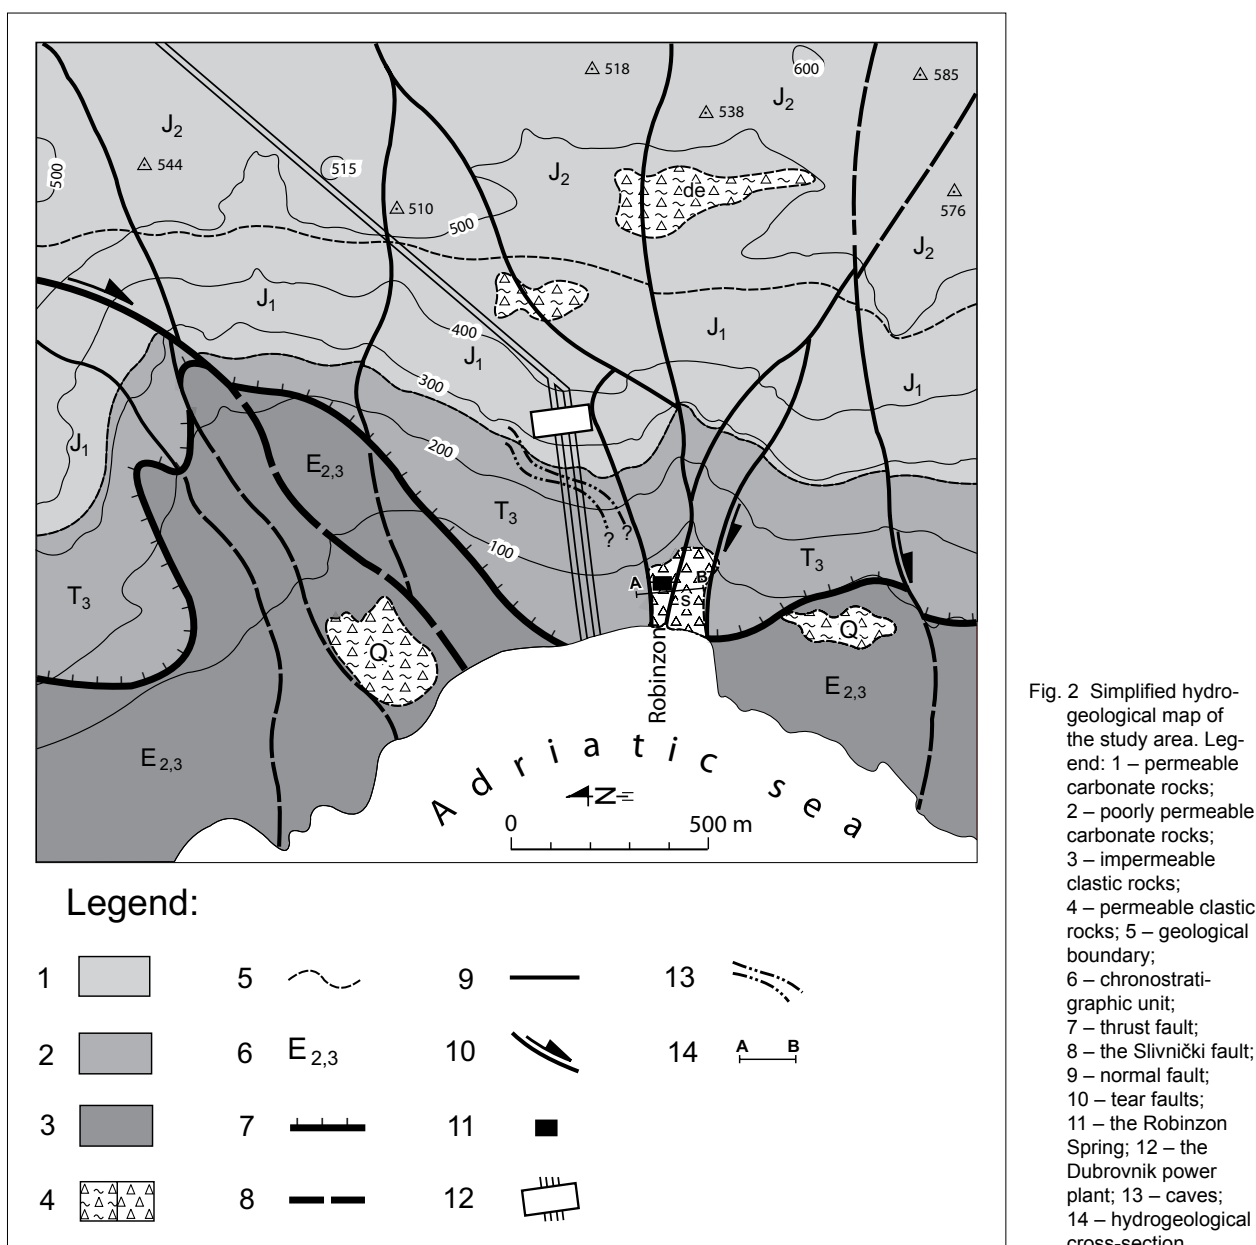 518
600
585
J2
538
J2
544
500
515
J2
de
576
510
500
J2
J1
400
J1
J1
300
J1
J1
200
E2,3
T3
? ?
100
T3
A B
T3
s
Q
Q
Robinzon
E2,3
E2,3
Adriatic sea
N
0 500 m
Legend:
1 5 9 13
2 6 E2,3 10 14 A B
3 7 11
4 8 12
Fig. 2 Simplified hydro-
geological map of
the study area. Leg-
end: 1 – permeable
carbonate rocks;
2 – poorly permeable
carbonate rocks;
3 – impermeable
clastic rocks;
4 – permeable clastic
rocks; 5 – geological
boundary;
6 – chronostrati-
graphic unit;
7 – thrust fault;
8 – the Slivnički fault;
9 – normal fault;
10 – tear faults;
11 – the Robinzon
Spring; 12 – the
Dubrovnik power
plant; 13 – caves;
14 – hydrogeological
cross-section